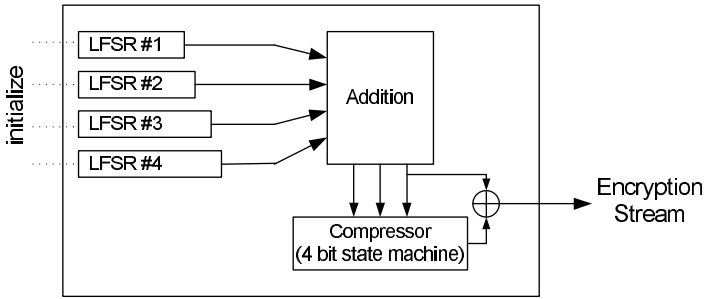 initialize
LFSR #1
LFSR #2
LFSR #3
LFSR #4
Addition
Compressor
(4 bit state machine)
Encryption
Stream